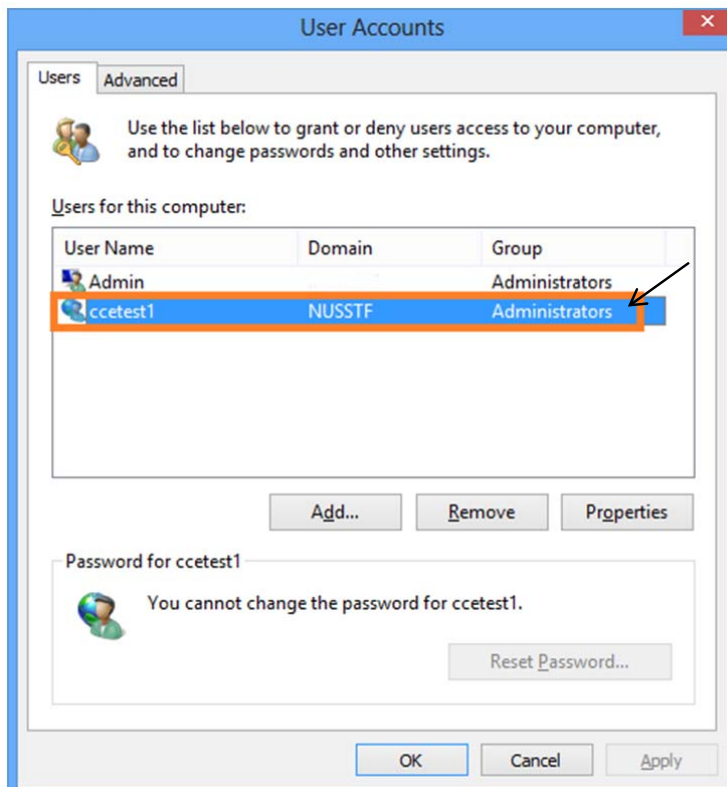 User Accounts
Users Advanced
Use the list below to grant or deny users access to your computer,
and to change passwords and other settings.
Users for this computer:
User Name Domain Group
Admin Administrators
ccetest1 NUSSTF Administrators
Add... Remove Properties
Password for ccetest1
You cannot change the password for ccetest1.
Reset Password...
OK Cancel Apply